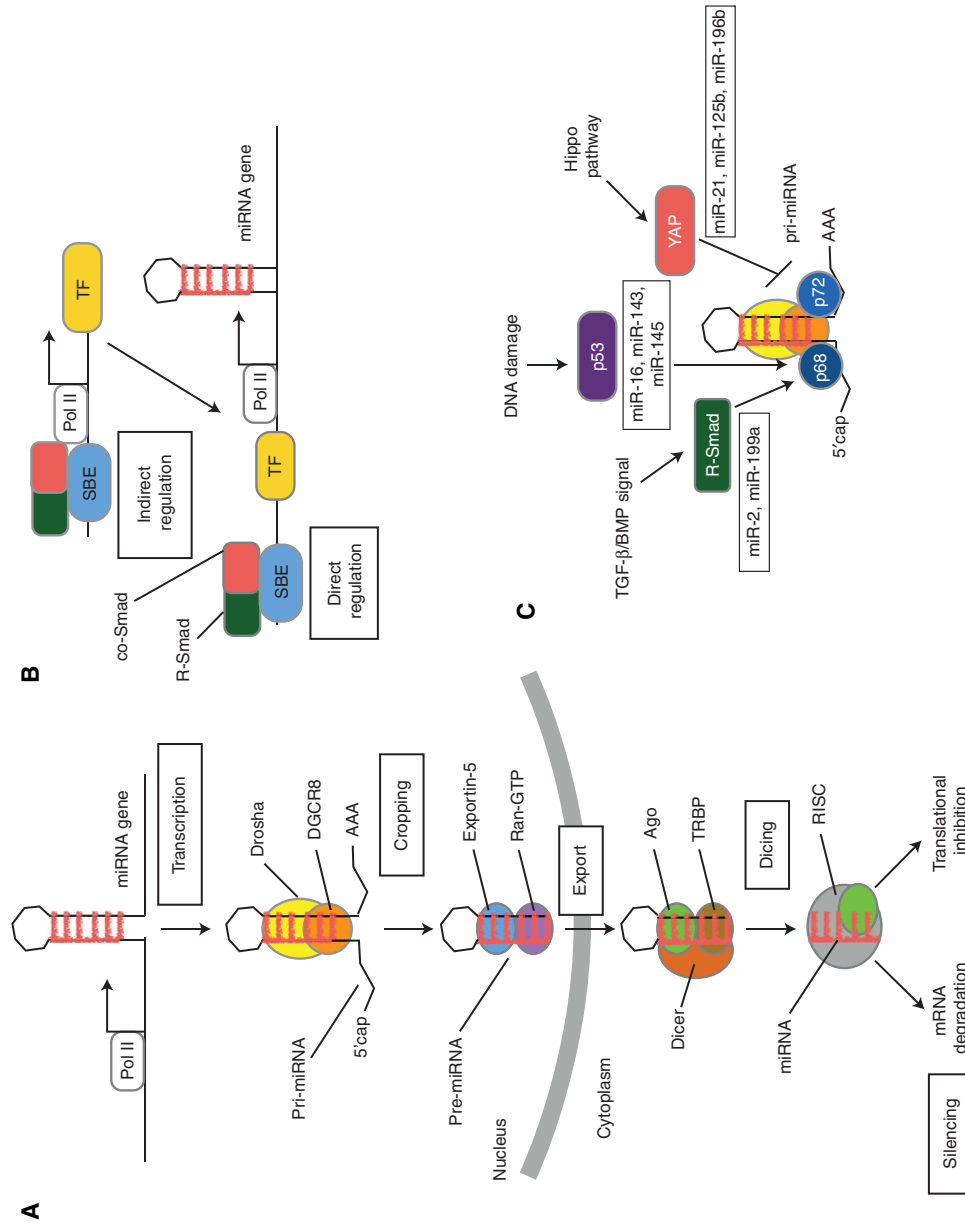 A
Pol II
miRNA gene
Transcription
Drosha
DGCR8
AAA
Pri-miRNA
5′cap
Cropping
Exportin-5
Ran-GTP
Pre-miRNA
Nucleus
Export
Cytoplasm
Ago
TRBP
Dicer
Dicing
RISC
miRNA
mRNA
degradation
Translational
inhibition
Silencing
B
Pol II
TF
SBE
Indirect
regulation
co-Smad
R-Smad
SBE
TF
Pol II
miRNA gene
Direct
regulation
C
DNA damage
Hippo
pathway
p53
YAP
TGF-β/BMP signal
miR-16, miR-143,
miR-145
miR-21, miR-125b, miR-196b
R-Smad
miR-2, miR-199a
pri-miRNA
p68
p72
AAA
5′cap